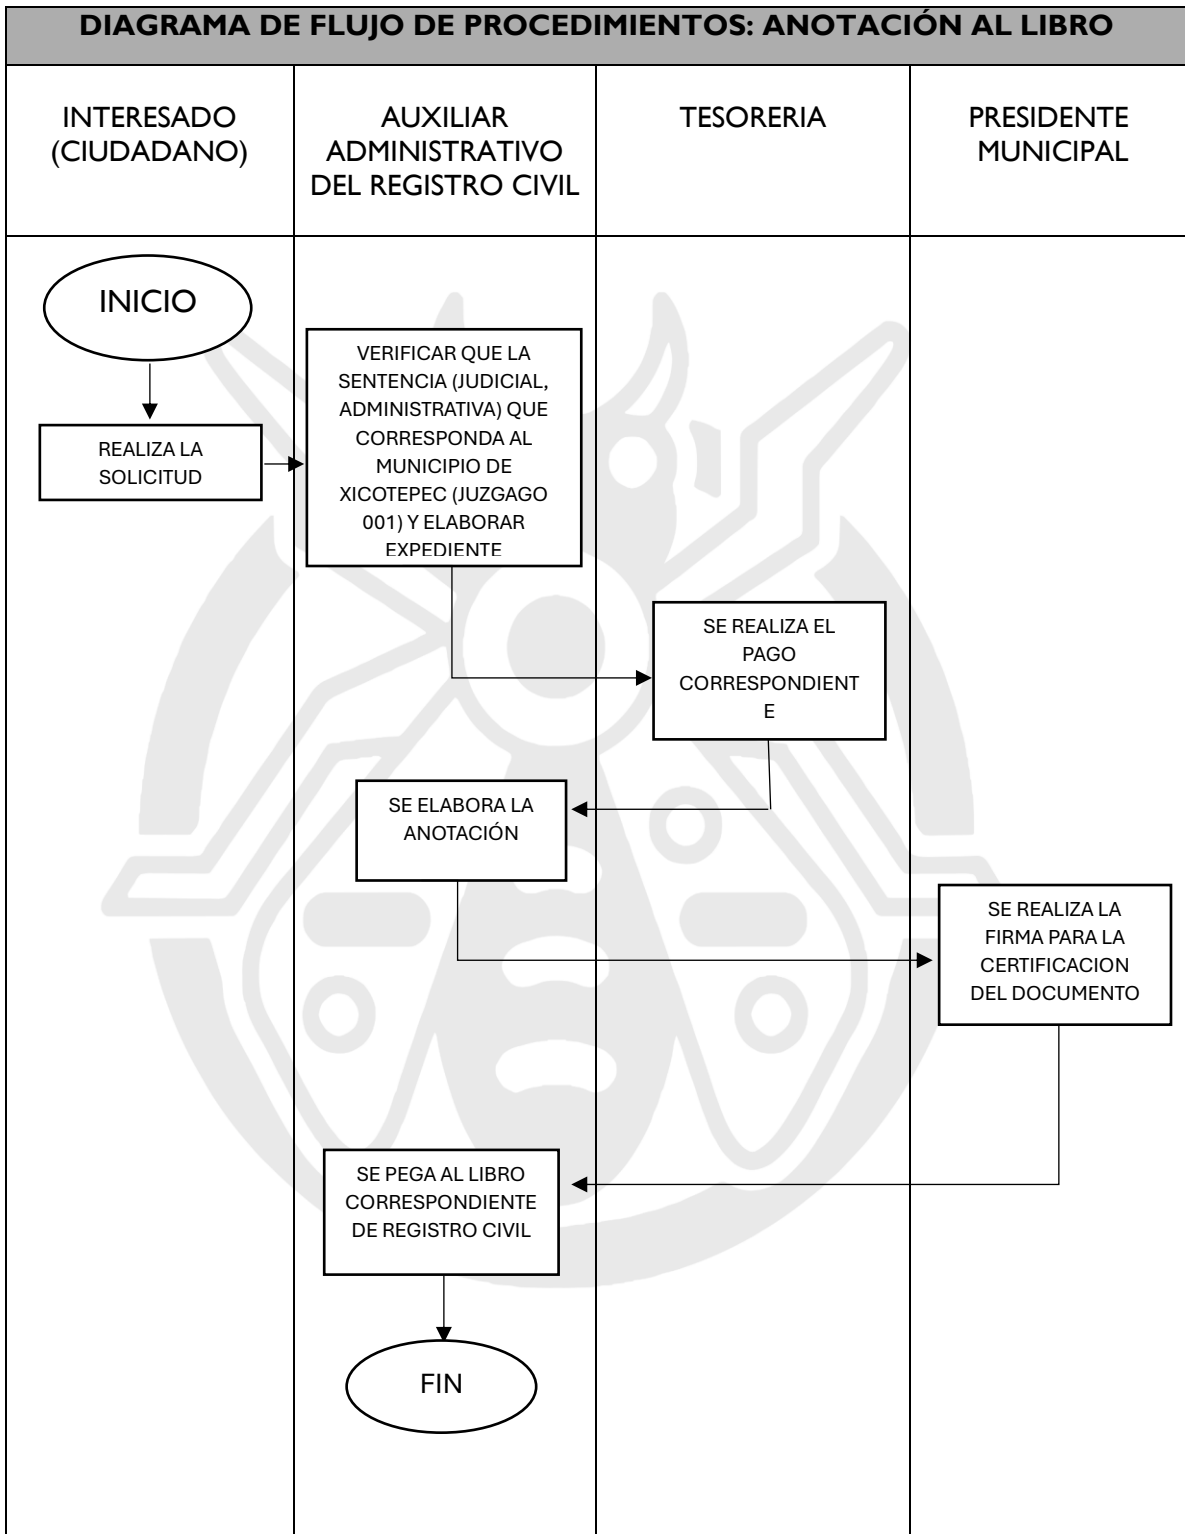 DIAGRAMA DE FLUJO DE PROCEDIMIENTOS: ANOTACIÓN AL LIBRO
INTERESADO
(CIUDADANO)
AUXILIAR
ADMINISTRATIVO
DEL REGISTRO CIVIL
TESORERIA
PRESIDENTE
MUNICIPAL
INICIO
REALIZA LA
SOLICITUD
VERIFICAR QUE LA
SENTENCIA (JUDICIAL,
ADMINISTRATIVA) QUE
CORRESPONDA AL
MUNICIPIO DE
XICOTEPEC (JUZGAGO
001) Y ELABORAR
EXPEDIENTE
SE REALIZA EL
PAGO
CORRESPONDIENT
E
SE ELABORA LA
ANOTACIÓN
SE REALIZA LA
FIRMA PARA LA
CERTIFICACION
DEL DOCUMENTO
SE PEGA AL LIBRO
CORRESPONDIENTE
DE REGISTRO CIVIL
FIN